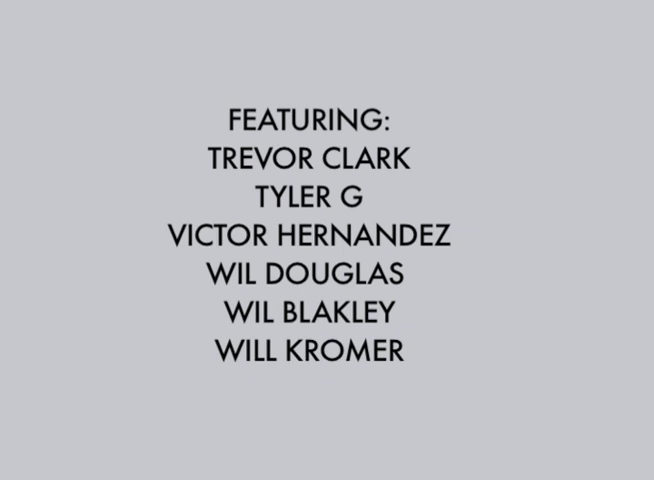 FEATURING:
TREVOR CLARK
TYLER G
VICTOR HERNANDEZ
WIL DOUGLAS
WIL BLAKLEY
WILL KROMER